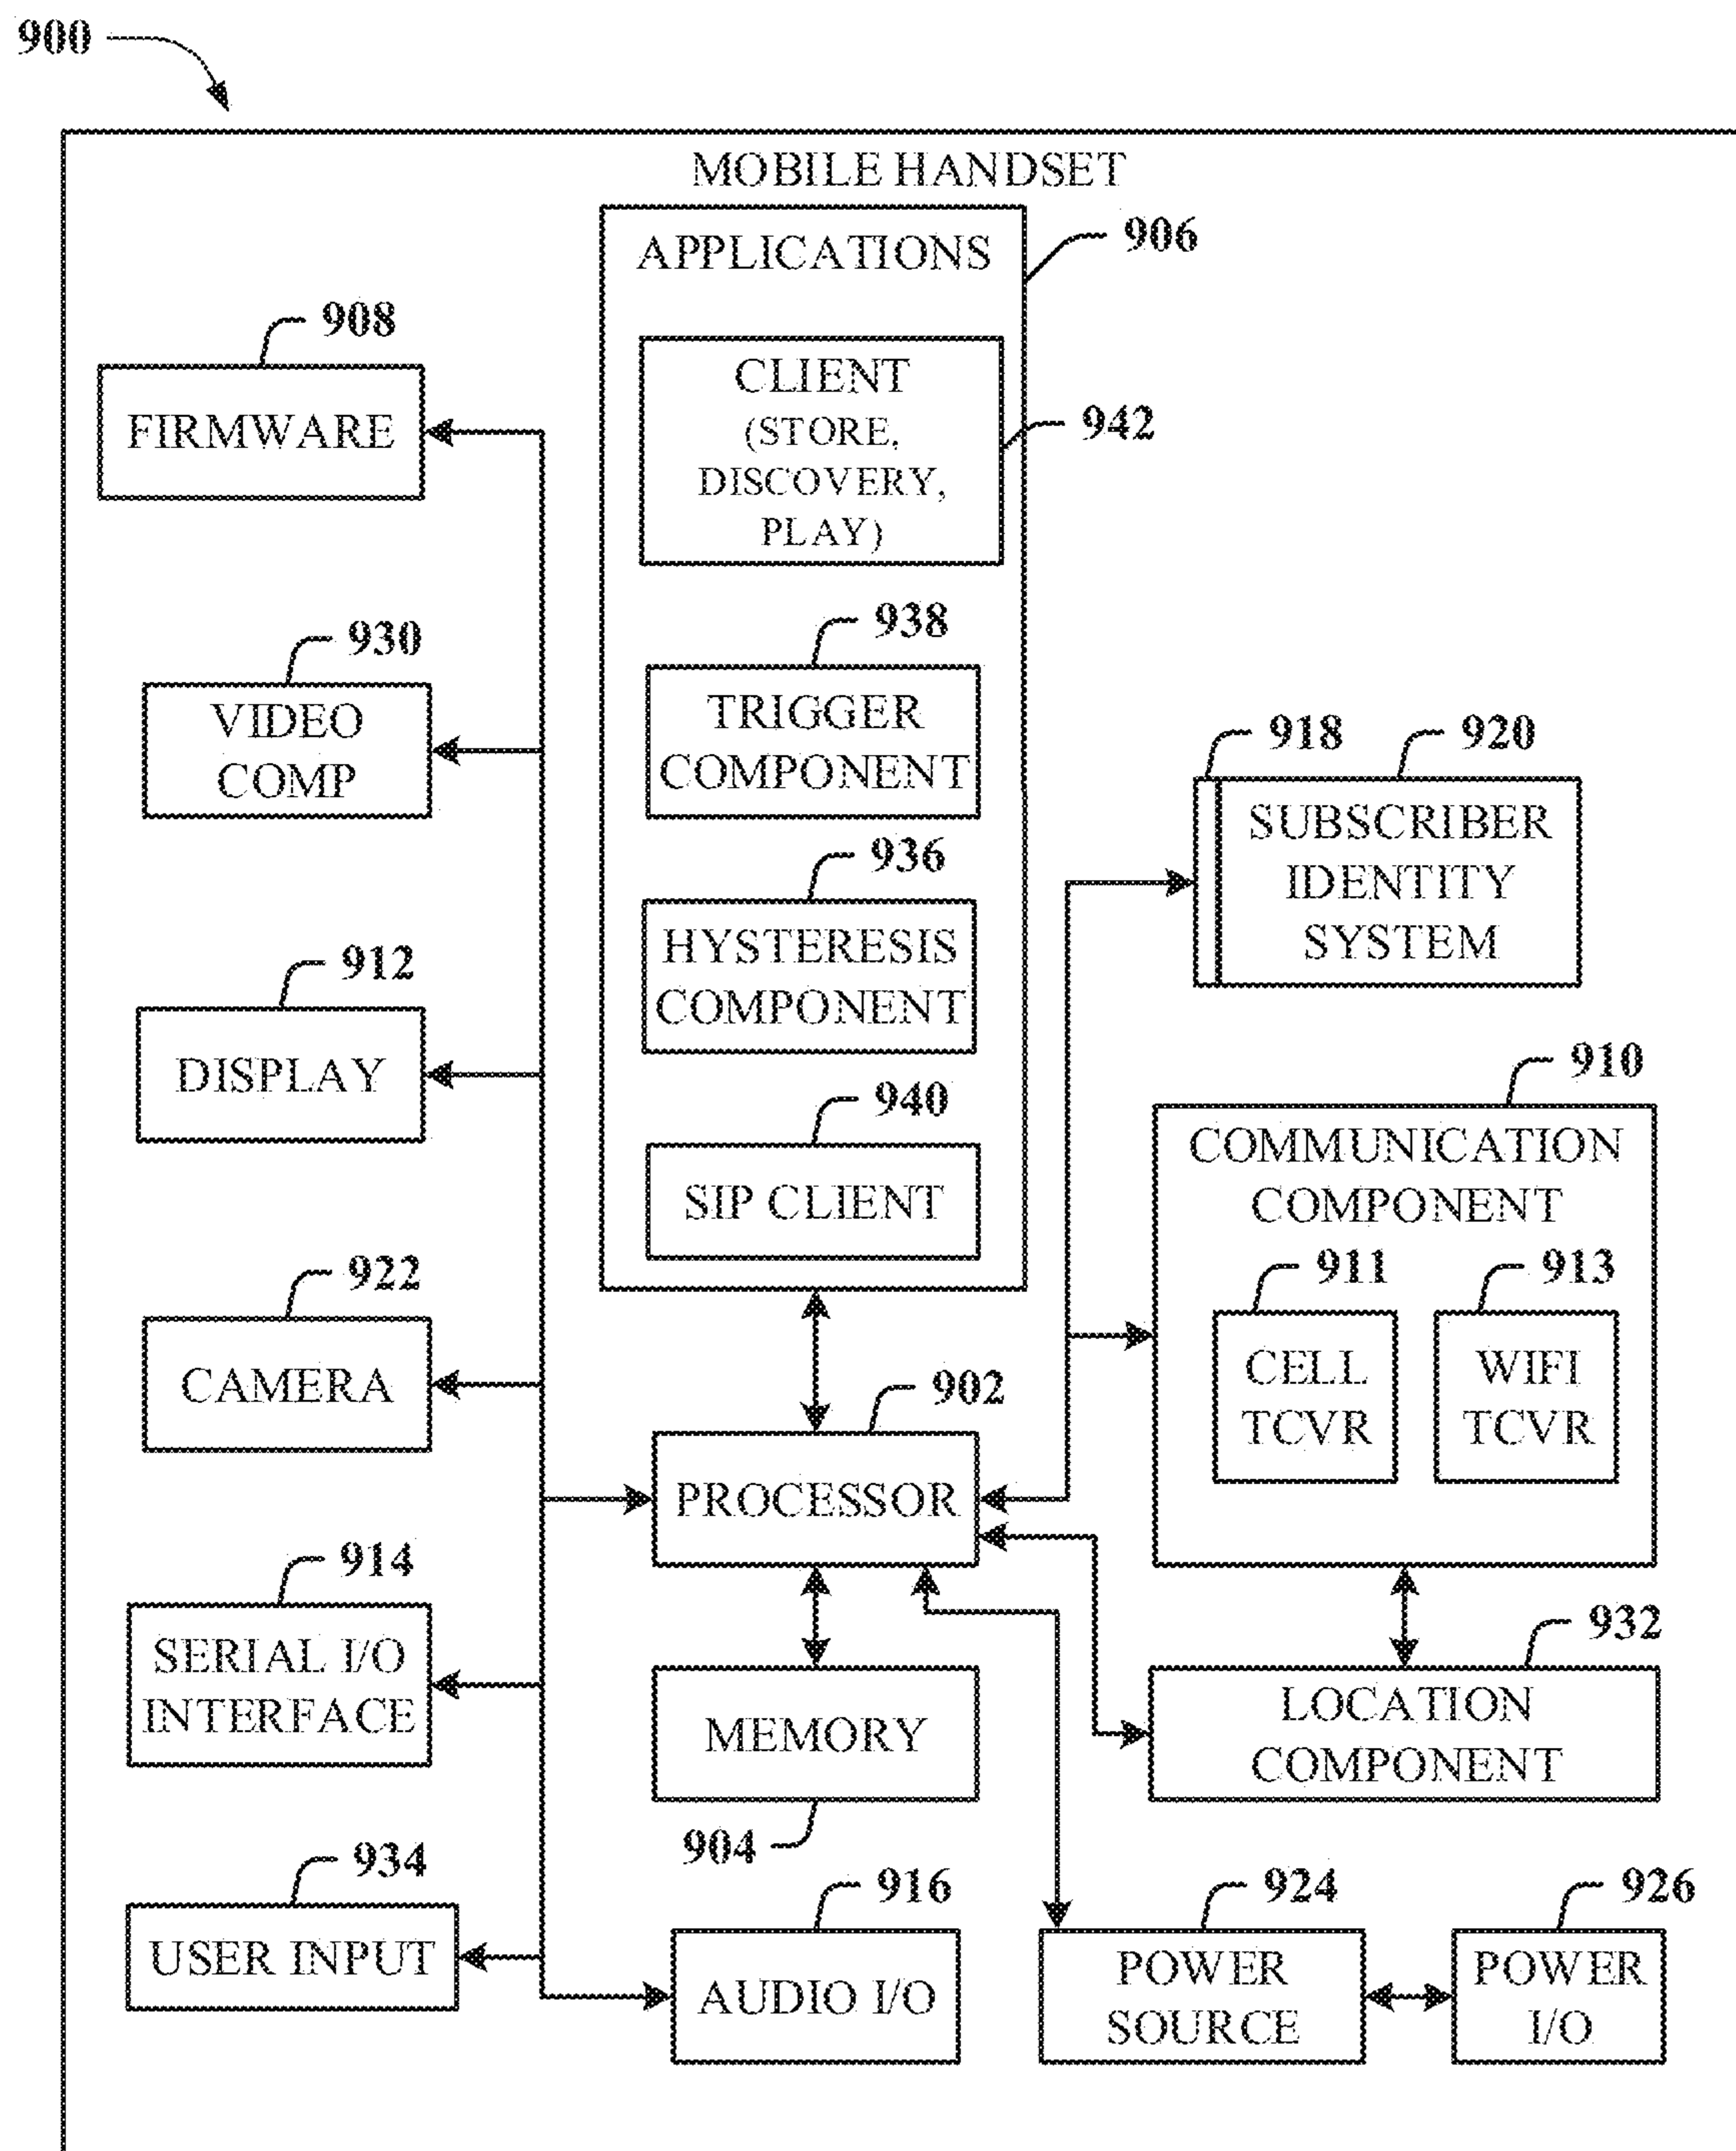 900
MOBILE HANDSET
APPLICATIONS
906
908
FIRMWARE
CLIENT
(STORE,
DISCOVERY,
PLAY)
942
930
VIDEO
COMP
938
TRIGGER
COMPONENT
918
920
SUBSCRIBER
IDENTITY
SYSTEM
936
HYSTERESIS
COMPONENT
912
DISPLAY
940
SIP CLIENT
910
COMMUNICATION
COMPONENT
911
CELL
TCVR
913
WIFI
TCVR
922
CAMERA
902
PROCESSOR
914
SERIAL I/O
INTERFACE
MEMORY
904
932
LOCATION
COMPONENT
934
USER INPUT
916
AUDIO I/O
924
POWER
SOURCE
926
POWER
I/O